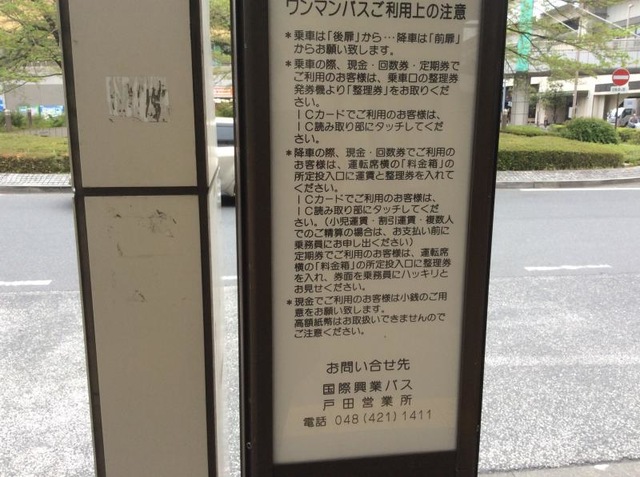 ワンマンバスご利用上の注意
*乗車は「後扉」から…降車は「前扉」
からお願い致します。
*乗車の際、現金・回数券・定期券で
ご利用のお客様は、乗車口の整理券
発券機より「整理券」をお取りくださ
い。
ICカードでご利用のお客様は、
IC読み取り部にタッチしてくだ
さい。
*降車の際、現金・回数券でご利用の
お客様は、運転席横の「料金箱」の
所定投入口に運賃と整理券を入れて
ください。
ICカードでご利用のお客様は、
IC読み取り部にタッチしてくだ
さい。(小児運賃・割引運賃・複数人
でのご精算の場合は、お支払い前に
乗務員にお申し出ください)
定期券でご利用のお客様は、運転席
横の「料金箱」の所定投入口に整理券
を入れ、券面を乗務員にハッキリと
お見せください。
*現金でご利用のお客様は小銭のご用
意をお願い致します。
高額紙幣はお取扱いできませんので
ご注意ください。
お問い合せ先
国際興業バス
戸田営業所
電話 048(421)1411